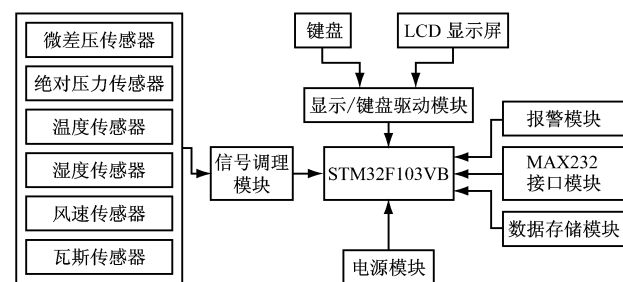 微差压传感器
绝对压力传感器
温度传感器
湿度传感器
风速传感器
瓦斯传感器
信号调理
模块
键盘
LCD 显示屏
显示/键盘驱动模块
STM32F103VB
电源模块
报警模块
MAX232
接口模块
数据存储模块